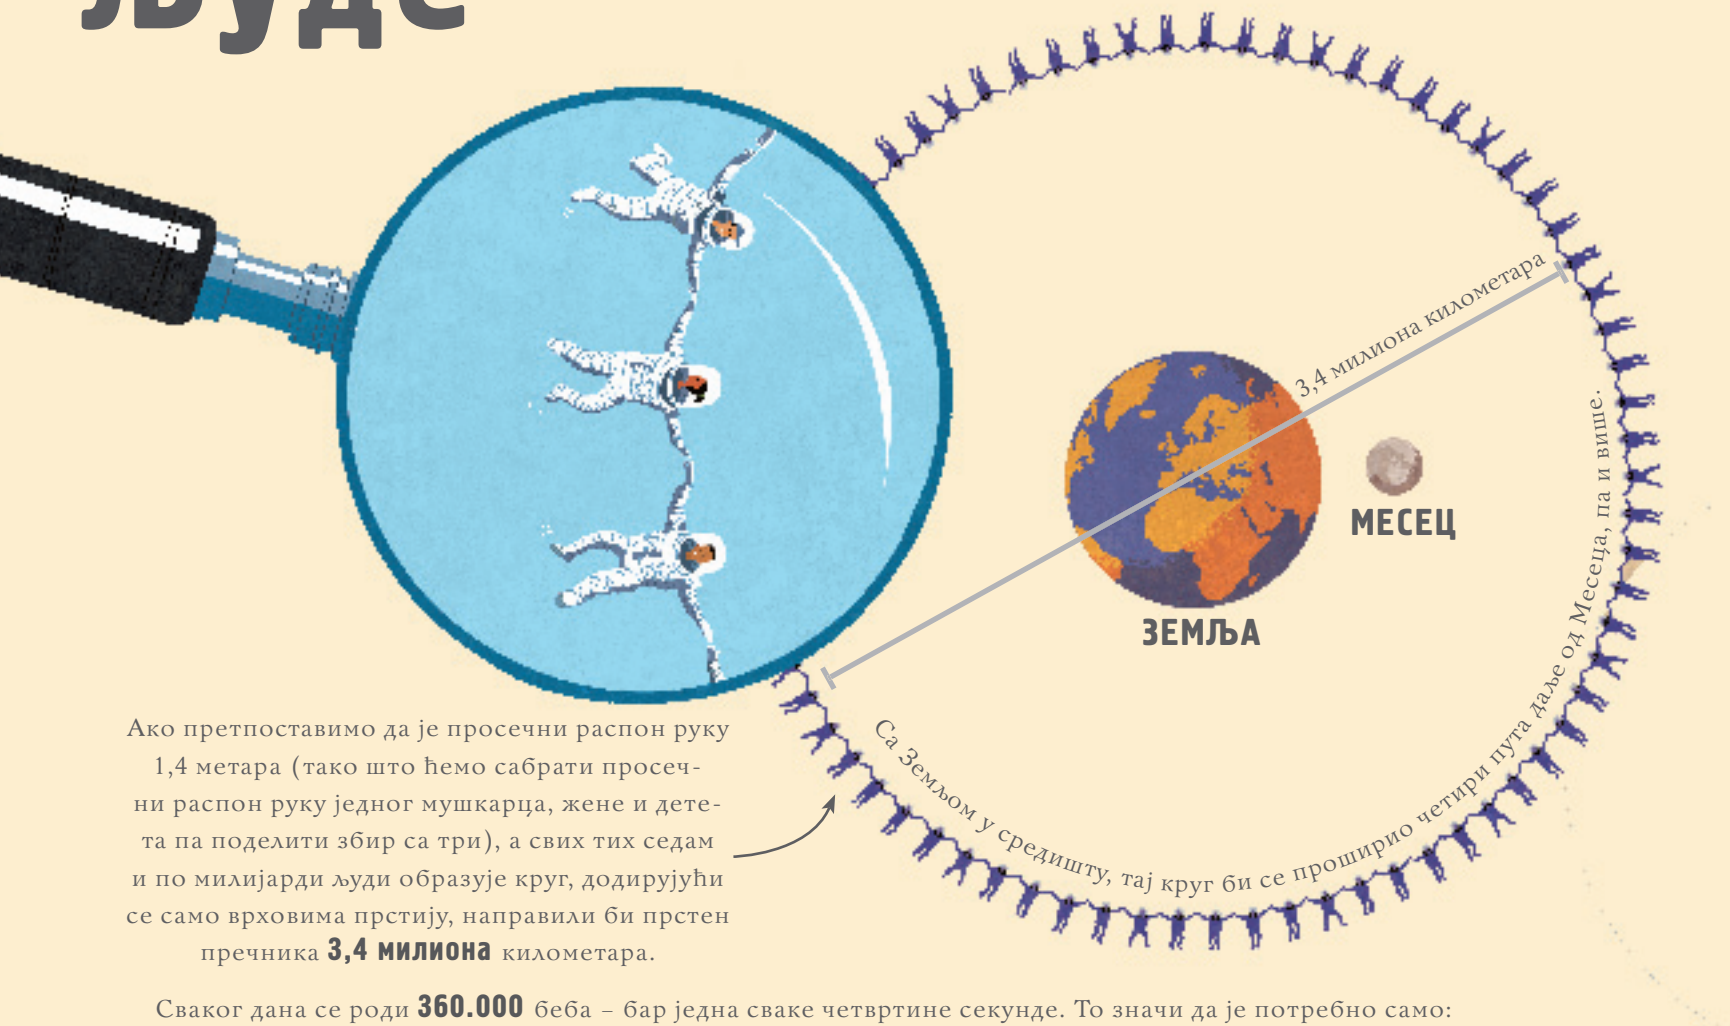 људе
3,4 милиона километара
МЕСЕЦ
ЗЕМЉА
Са Земљом у средишту, тај круг би се проширио четири пута даље од Месеца, па и више.
Ако претпоставимо да је просечни распон руку
1,4 метара (тако што ћемо сабрати просеч-
ни распон руку једног мушкарца, жене и дете-
та па поделити збир са три), а свих тих седам
и по милијарди људи образује круг, додирујући
се само врховима прстију, направили би прстен
пречника 3,4 милиона километара.
Сваког дана се роди 360.000 беба – бар једна сваке четвртине секунде. То значи да је потребно само: